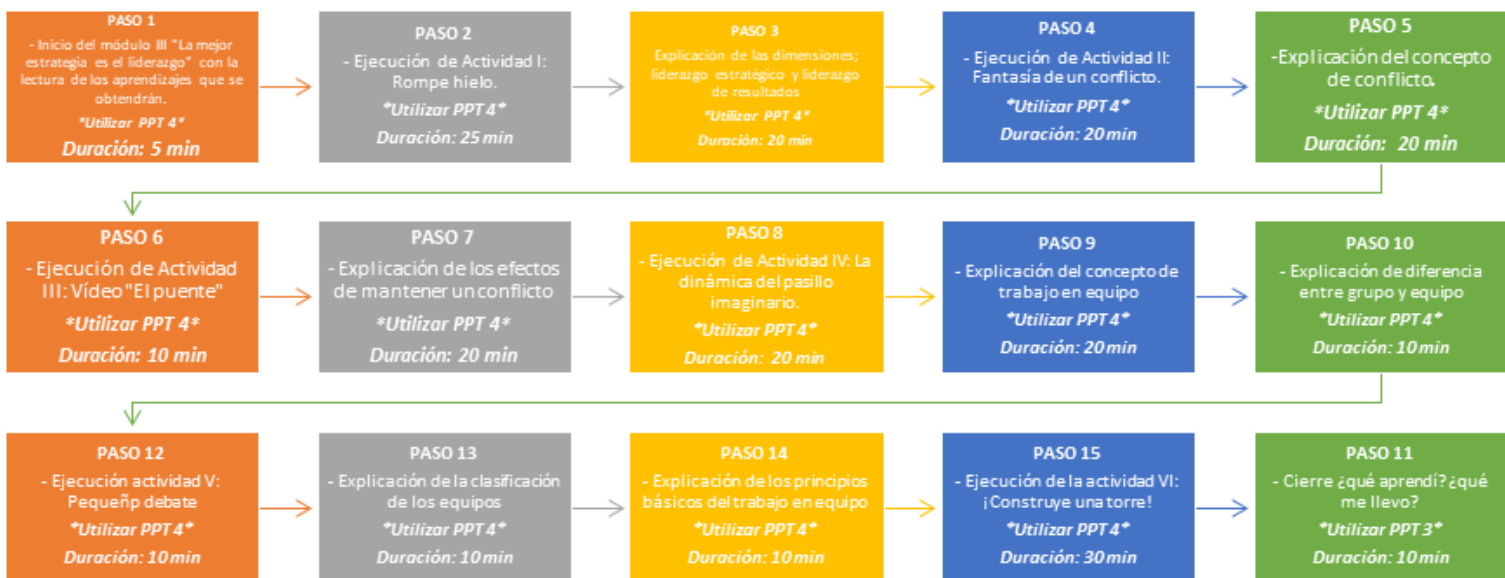 PASO 1
- Inicio del módulo III "La mejor
estrategia es el liderazgo" con la
lectura de los aprendizajes que se
obtendrán.
*Utilizar PPT 4*
Duración: 5 min
PASO 2
- Ejecución de Actividad I:
Rompe hielo.
*Utilizar PPT 4*
Duración: 25 min
PASO 3
Explicación de las dimensiones;
liderazgo estratégico y liderazgo
de resultados
*Utilizar PPT 4*
Duración: 20 min
PASO 4
- Ejecución de Actividad II:
Fantasía de un conflicto.
*Utilizar PPT 4*
Duración: 20 min
PASO 5
-Explicación del concepto
de conflicto.
*Utilizar PPT 4*
Duración: 20 min
PASO 6
- Ejecución de Actividad
III: Vídeo "El puente"
*Utilizar PPT 4*
Duración: 10 min
PASO 7
- Explicación de los efectos
de mantener un conflicto
*Utilizar PPT 4*
Duración: 20 min
PASO 8
- Ejecución de Actividad IV: La
dinámica del pasillo
imaginario.
*Utilizar PPT 4*
Duración: 20 min
PASO 9
- Explicación del concepto de
trabajo en equipo
*Utilizar PPT 4*
Duración: 20 min
PASO 10
- Explicación de diferencia
entre grupo y equipo
*Utilizar PPT 4*
Duración: 10 min
PASO 12
- Ejecución actividad V:
Pequeñp debate
*Utilizar PPT 4*
Duración: 10 min
PASO 13
- Explicación de la clasificación
de los equipos
*Utilizar PPT 4*
Duración: 10 min
PASO 14
- Explicación de los principios
básicos del trabajo en equipo
*Utilizar PPT 4*
Duración: 10 min
PASO 15
- Ejecución de la actividad VI:
¡Construye una torre!
*Utilizar PPT 4*
Duración: 30 min
PASO 11
- Cierre ¿qué aprendí? ¿qué
me llevo?
*Utilizar PPT 3*
Duración: 10 min